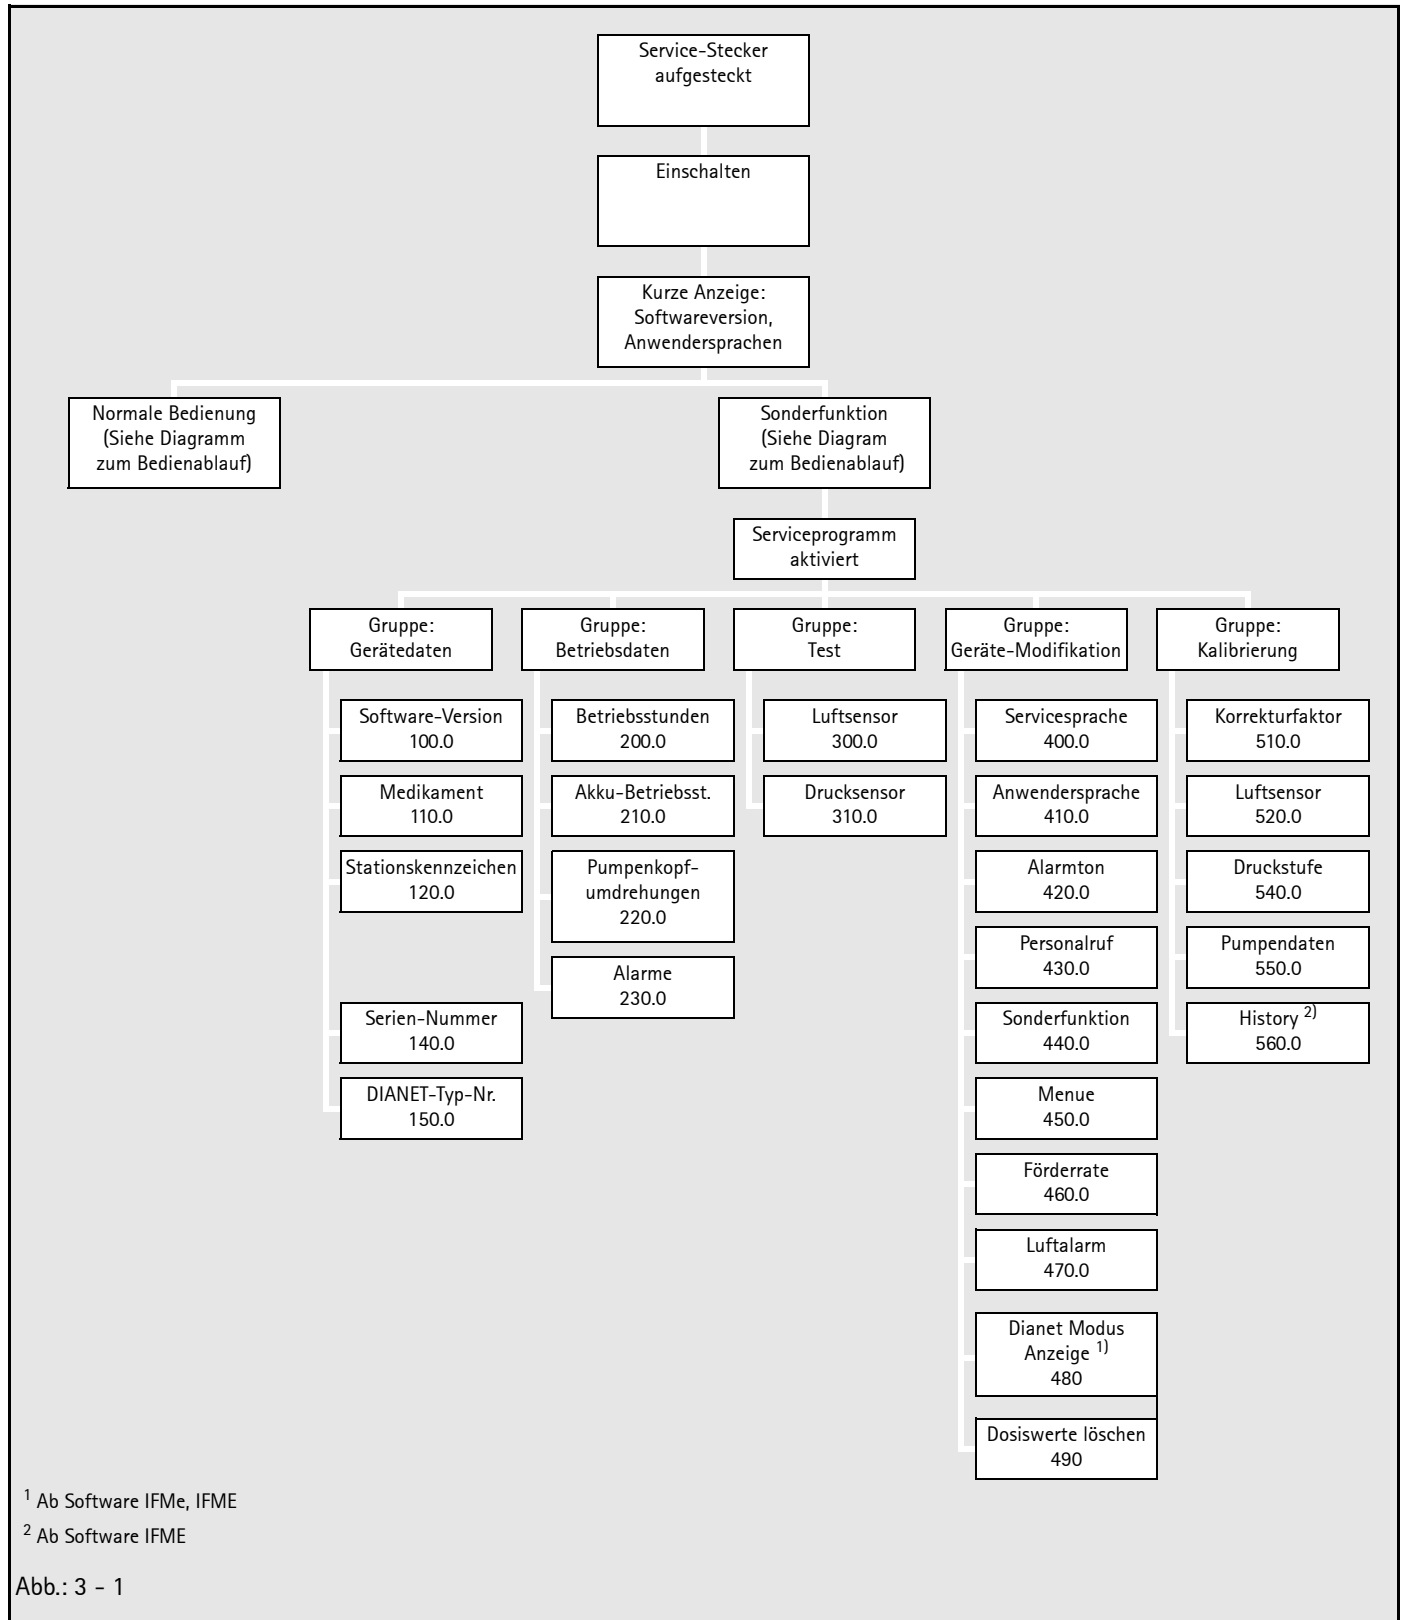 Service-Stecker
aufgesteckt
Einschalten
Kurze Anzeige:
Softwareversion,
Anwendersprachen
Normale Bedienung
(Siehe Diagramm
zum Bedienablauf)
Sonderfunktion
(Siehe Diagram
zum Bedienablauf)
Serviceprogramm
aktiviert
Gruppe:
Gerätedaten
Software-Version
100.0
Medikament
110.0
Stationskennzeichen
120.0
Serien-Nummer
140.0
DIANET-Typ-Nr.
150.0
Gruppe:
Betriebsdaten
Betriebsstunden
200.0
Akku-Betriebsst.
210.0
Pumpenkopf-
umdrehungen
220.0
Alarme
230.0
Gruppe:
Test
Luftsensor
300.0
Drucksensor
310.0
Gruppe:
Geräte-Modifikation
Servicesprache
400.0
Anwendersprache
410.0
Alarmton
420.0
Personalruf
430.0
Sonderfunktion
440.0
Menue
450.0
Förderrate
460.0
Luftalarm
470.0
Dianet Modus
Anzeige 1)
480
Dosiswerte löschen
490
Gruppe:
Kalibrierung
Korrekturfaktor
510.0
Luftsensor
520.0
Druckstufe
540.0
Pumpendaten
550.0
History 2)
560.0
1 Ab Software IFMe, IFME
2 Ab Software IFME
Abb.: 3 - 1